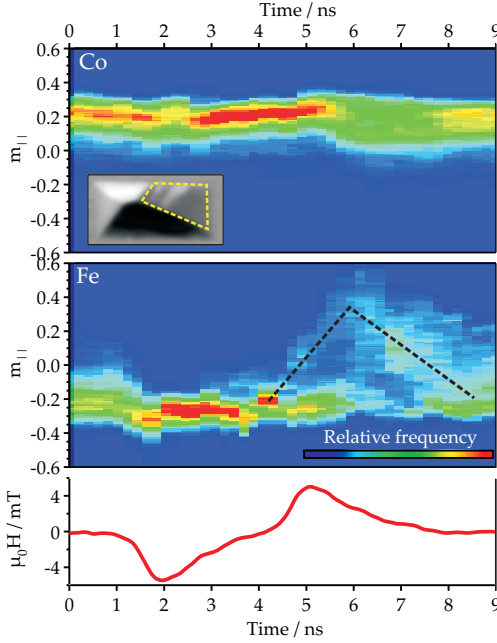 Time / ns
0 1 2 3 4 5 6 7 8 9
Co
m||
0.6
0.4
0.2
0.0
-0.2
-0.4
-0.6
Fe
m||
0.6
0.4
0.2
0.0
-0.2
-0.4
-0.6
Relative frequency
μ0H / mT
4
0
-4
0 1 2 3 4 5 6 7 8 9
Time / ns